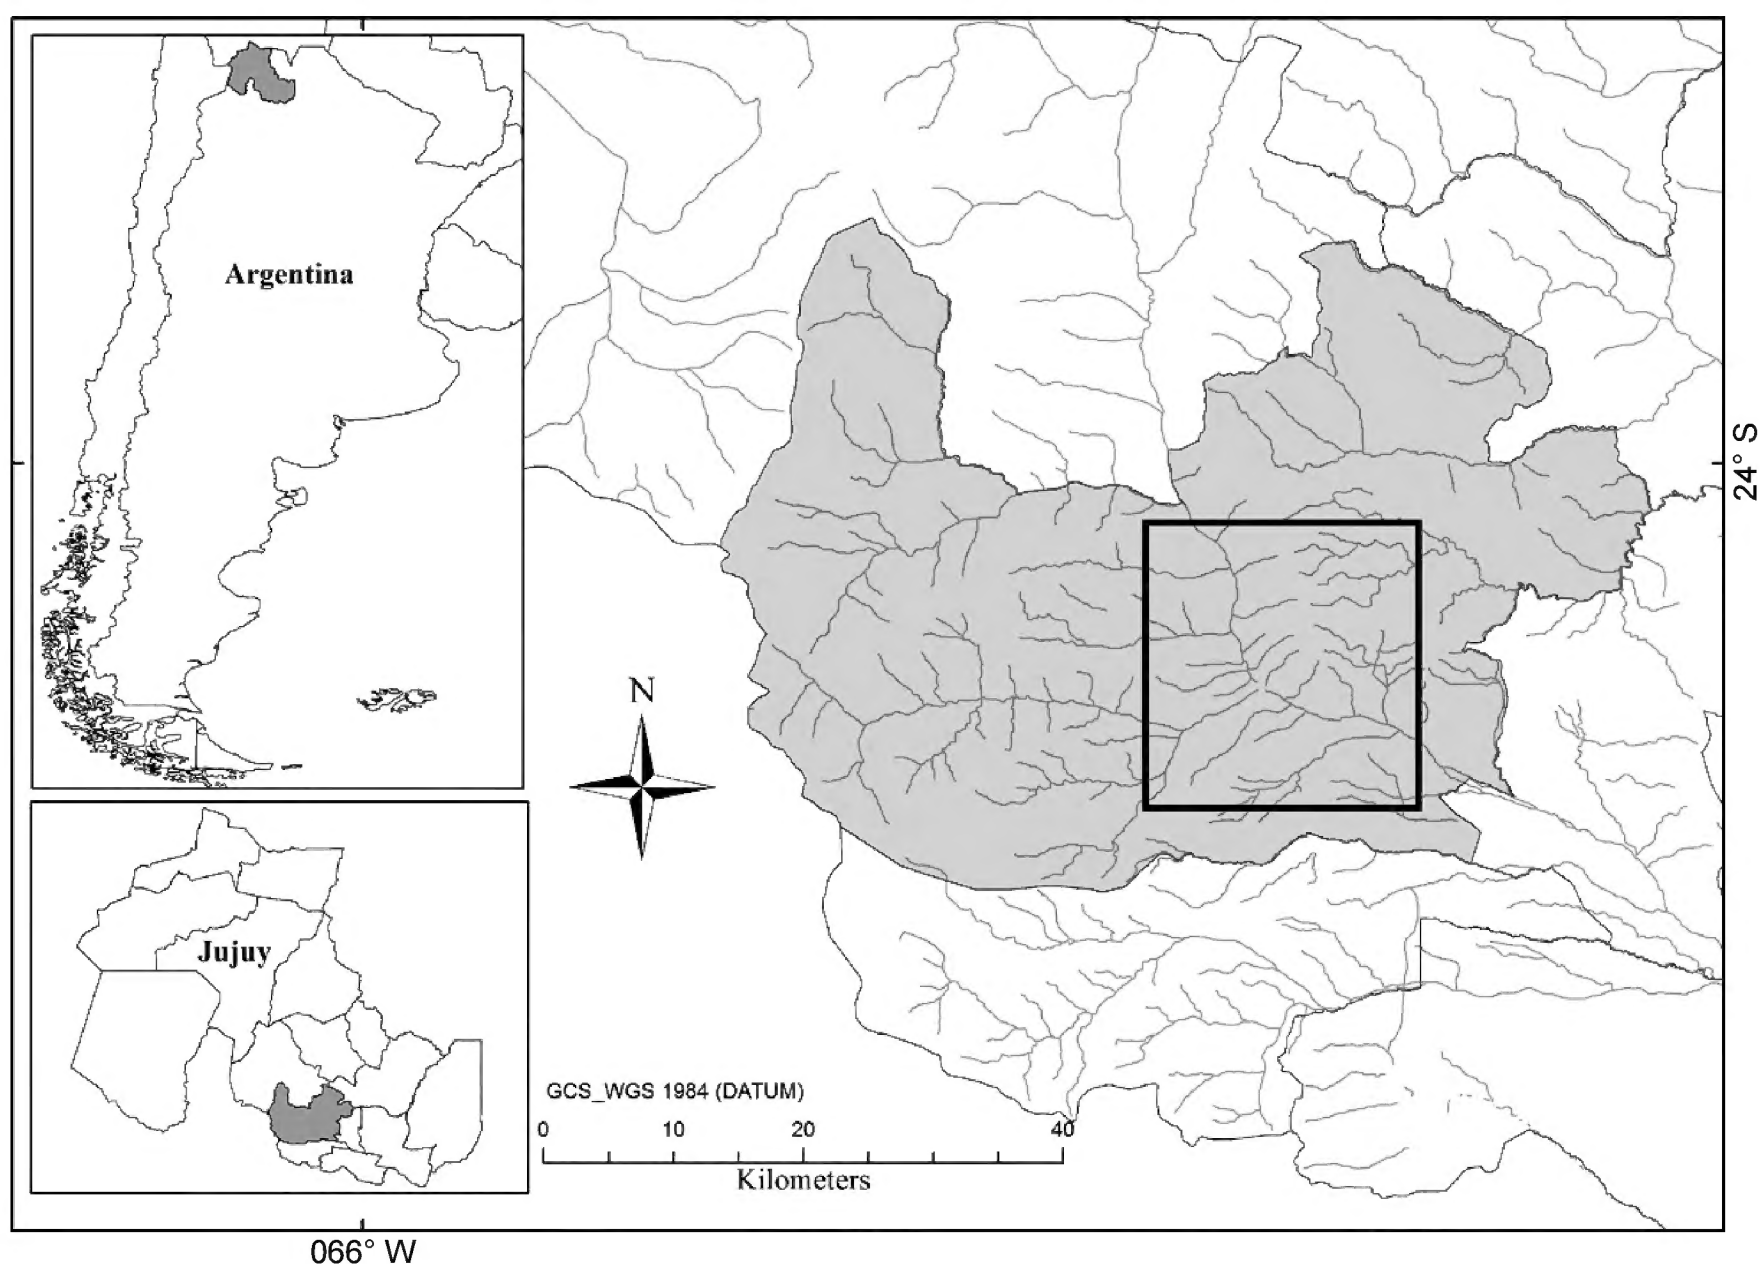 Argentina
24° S
N
Jujuy
GCS_WGS 1984 (DATUM)
0 10 20 40
Kilometers
066° W